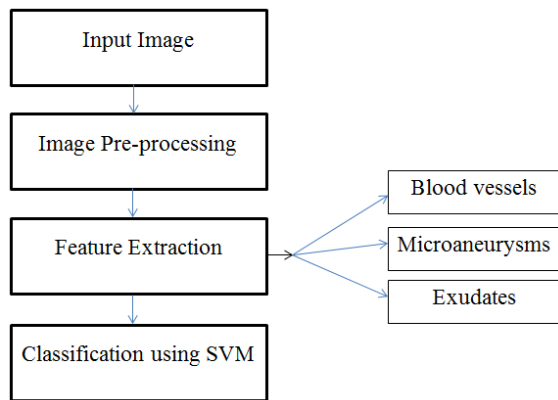 Input Image
Image Pre-processing
Feature Extraction
Blood vessels
Microaneurysms
Exudates
Classification using SVM